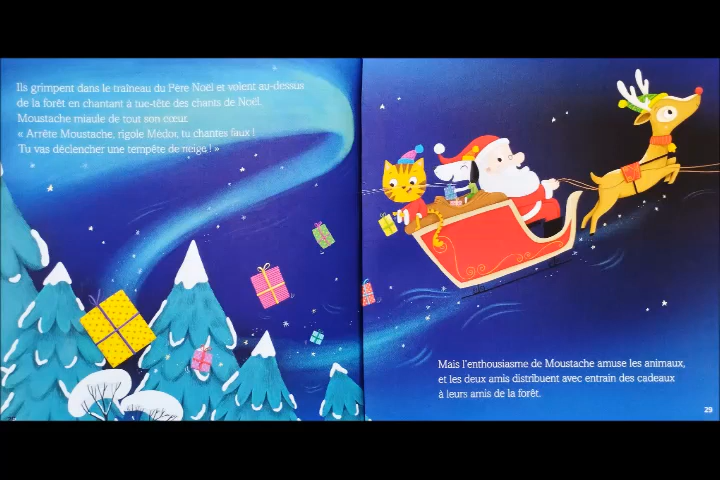 Ils grimpent dans le traîneau du Père Noël et volent au-dessus
de la forêt en chantant à tue-tête des chants de Noël.
Moustache miaule de tout son cœur.
« Arrête Moustache, rigole Médor, tu chantes faux !
Tu vas déclencher une tempête de neige ! »
Mais l'enthousiasme de Moustache amuse les animaux,
et les deux amis distribuent avec entrain des cadeaux
à leurs amis de la forêt.
29